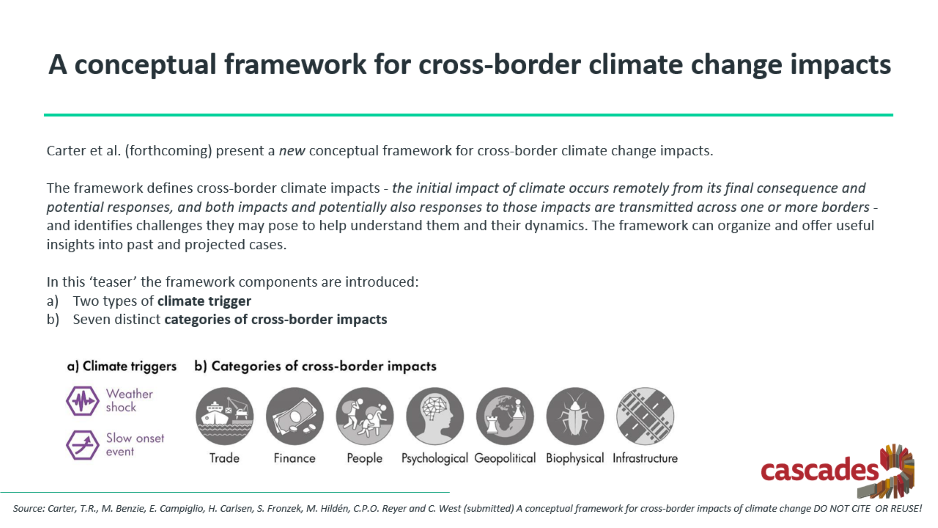 A conceptual framework for cross-border climate change impacts
Carter et al. (forthcoming) present a new conceptual framework for cross-border climate change impacts.
The framework defines cross-border climate impacts - the initial impact of climate occurs remotely from its final consequence and
potential responses, and both impacts and potentially also responses to those impacts are transmitted across one or more borders -
and identifies challenges they may pose to help understand them and their dynamics. The framework can organize and offer useful
insights into past and projected cases.
In this ‘teaser’ the framework components are introduced:
a) Two types of climate trigger
b) Seven distinct categories of cross-border impacts
a) Climate triggers
Weather
shock
Slow onset
event
b) Categories of cross-border impacts
Trade Finance People Psychological Geopolitical Biophysical Infrastructure
cascades
Source: Carter, T.R., M. Benzie, E. Campiglio, H. Carlsen, S. Fronzek, M. Hildén, C.P.O. Reyer and C. West (submitted) A conceptual framework for cross-border impacts of climate change DO NOT CITE OR REUSE!